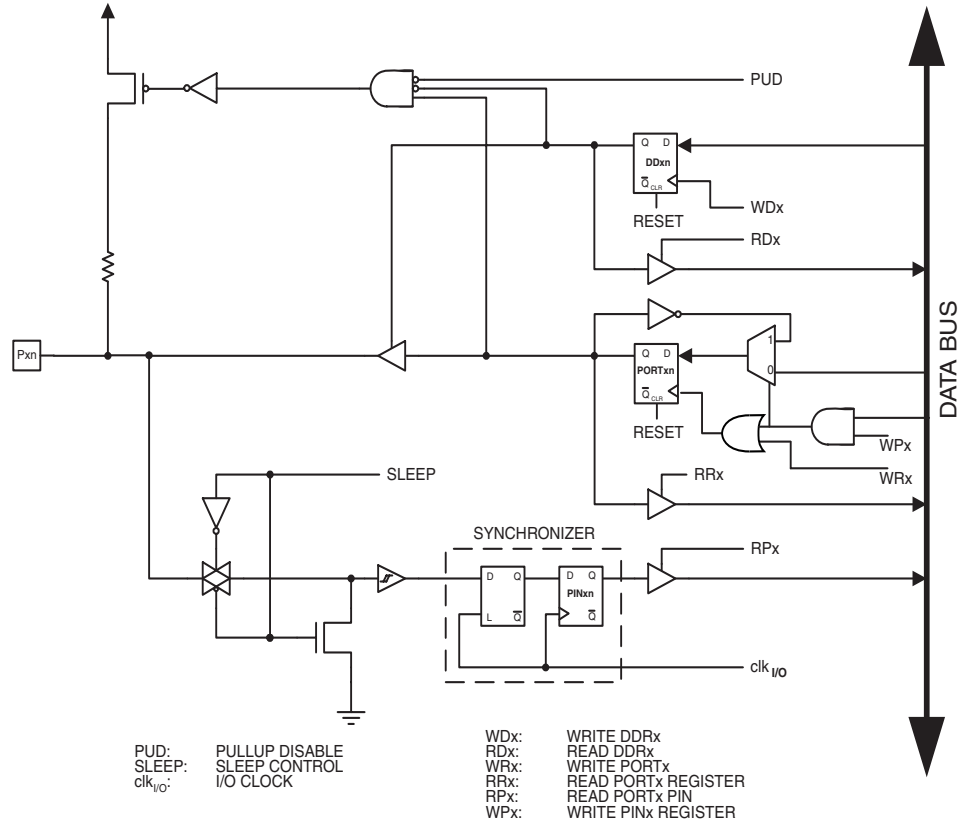 PUD
Q D
DDxn
Q CLR
WDx
RESET
RDx
Pxn
1
Q D
PORTxn
0
Q CLR
RESET
WPx
WRx
DATA BUS
SLEEP
RRx
SYNCHRONIZER
RPx
D Q
D Q
PINxn
L Q
Q
clk I/O
PUD: PULLUP DISABLE
SLEEP: SLEEP CONTROL
clkI/O: I/O CLOCK
WDx: WRITE DDRx
RDx: READ DDRx
WRx: WRITE PORTx
RRx: READ PORTx REGISTER
RPx: READ PORTx PIN
WPx: WRITE PINx REGISTER